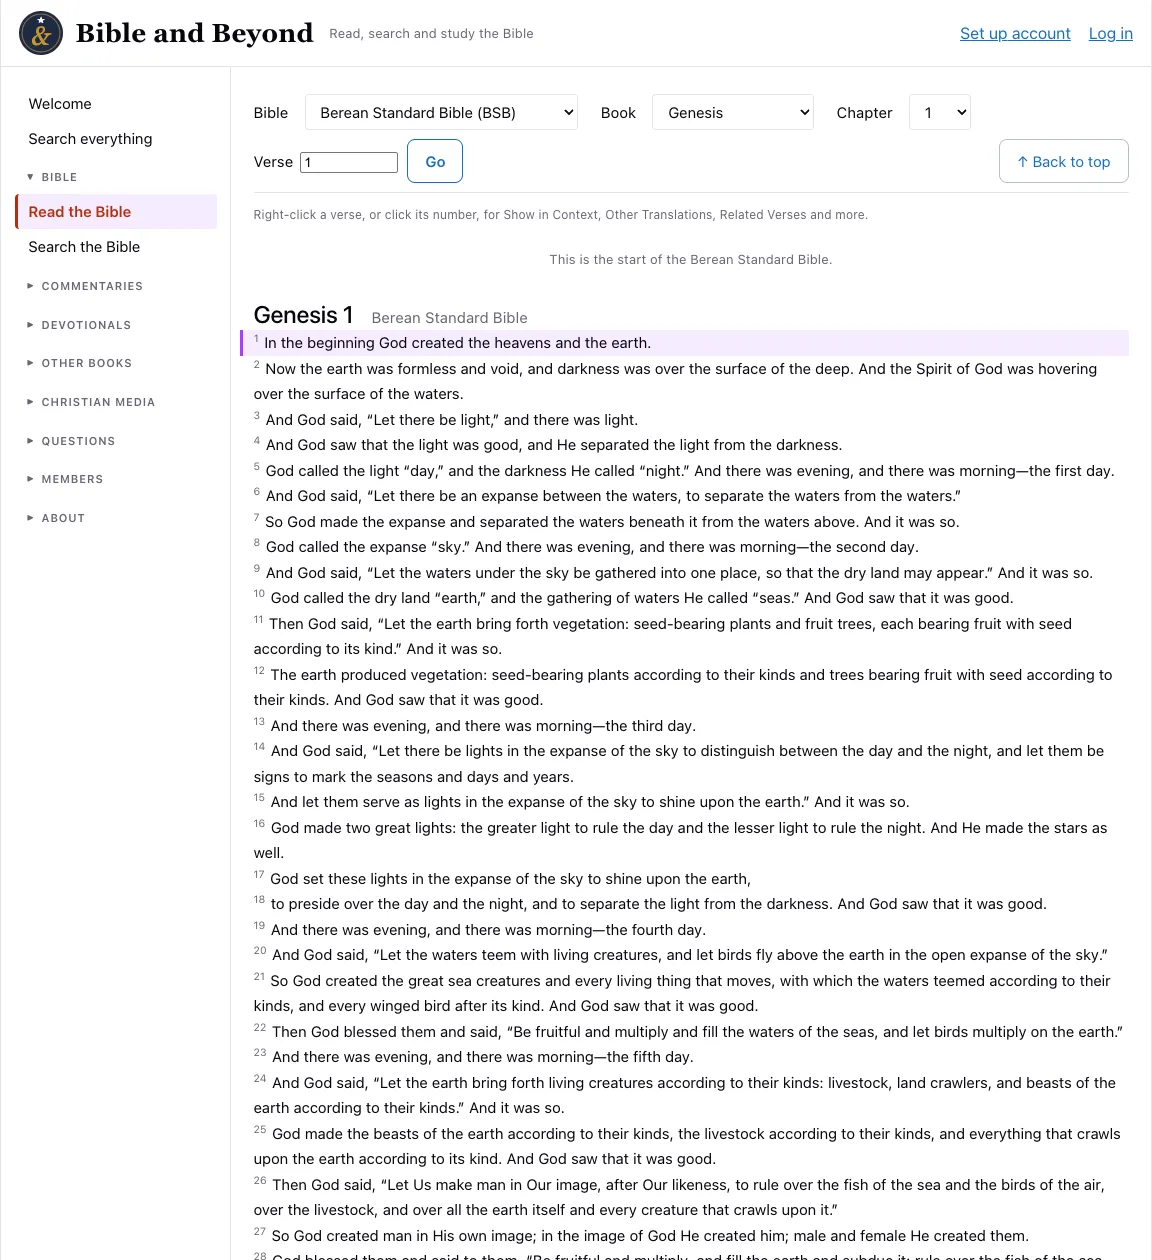 &
Bible and Beyond Read, search and study the Bible Set up account Log in
Welcome
Search everything
▼ BIBLE
Read the Bible
Search the Bible
► COMMENTARIES
► DEVOTIONALS
► OTHER BOOKS
► CHRISTIAN MEDIA
► QUESTIONS
► MEMBERS
► ABOUT
Bible Berean Standard Bible (BSB) Book Genesis Chapter 1
Verse 1 Go ↑ Back to top
Right-click a verse, or click its number, for Show in Context, Other Translations, Related Verses and more.
This is the start of the Berean Standard Bible.
Genesis 1 Berean Standard Bible
1 In the beginning God created the heavens and the earth.
2 Now the earth was formless and void, and darkness was over the surface of the deep. And the Spirit of God was hovering
over the surface of the waters.
3 And God said, “Let there be light,” and there was light.
4 And God saw that the light was good, and He separated the light from the darkness.
5 God called the light “day,” and the darkness He called “night.” And there was evening, and there was morning—the first day.
6 And God said, “Let there be an expanse between the waters, to separate the waters from the waters.”
7 So God made the expanse and separated the waters beneath it from the waters above. And it was so.
8 God called the expanse “sky.” And there was evening, and there was morning—the second day.
9 And God said, “Let the waters under the sky be gathered into one place, so that the dry land may appear.” And it was so.
10 God called the dry land “earth,” and the gathering of waters He called “seas.” And God saw that it was good.
11 Then God said, “Let the earth bring forth vegetation: seed-bearing plants and fruit trees, each bearing fruit with seed
according to its kind.” And it was so.
12 The earth produced vegetation: seed-bearing plants according to their kinds and trees bearing fruit with seed according to
their kinds. And God saw that it was good.
13 And there was evening, and there was morning—the third day.
14 And God said, “Let there be lights in the expanse of the sky to distinguish between the day and the night, and let them be
signs to mark the seasons and days and years.
15 And let them serve as lights in the expanse of the sky to shine upon the earth.” And it was so.
16 God made two great lights: the greater light to rule the day and the lesser light to rule the night. And He made the stars as
well.
17 God set these lights in the expanse of the sky to shine upon the earth,
18 to preside over the day and the night, and to separate the light from the darkness. And God saw that it was good.
19 And there was evening, and there was morning—the fourth day.
20 And God said, “Let the waters teem with living creatures, and let birds fly above the earth in the open expanse of the sky.”
21 So God created the great sea creatures and every living thing that moves, with which the waters teemed according to their
kinds, and every winged bird after its kind. And God saw that it was good.
22 Then God blessed them and said, “Be fruitful and multiply and fill the waters of the seas, and let birds multiply on the earth.”
23 And there was evening, and there was morning—the fifth day.
24 And God said, “Let the earth bring forth living creatures according to their kinds: livestock, land crawlers, and beasts of the
earth according to their kinds.” And it was so.
25 God made the beasts of the earth according to their kinds, the livestock according to their kinds, and everything that crawls
upon the earth according to its kind. And God saw that it was good.
26 Then God said, “Let Us make man in Our image, after Our likeness, to rule over the fish of the sea and the birds of the air,
over the livestock, and over all the earth itself and every creature that crawls upon it.”
27 So God created man in His own image; in the image of God He created him; male and female He created them.
28 God blessed them and said to them, “Be fruitful and multiply, and fill the earth and subdue it; rule over the fish of the sea